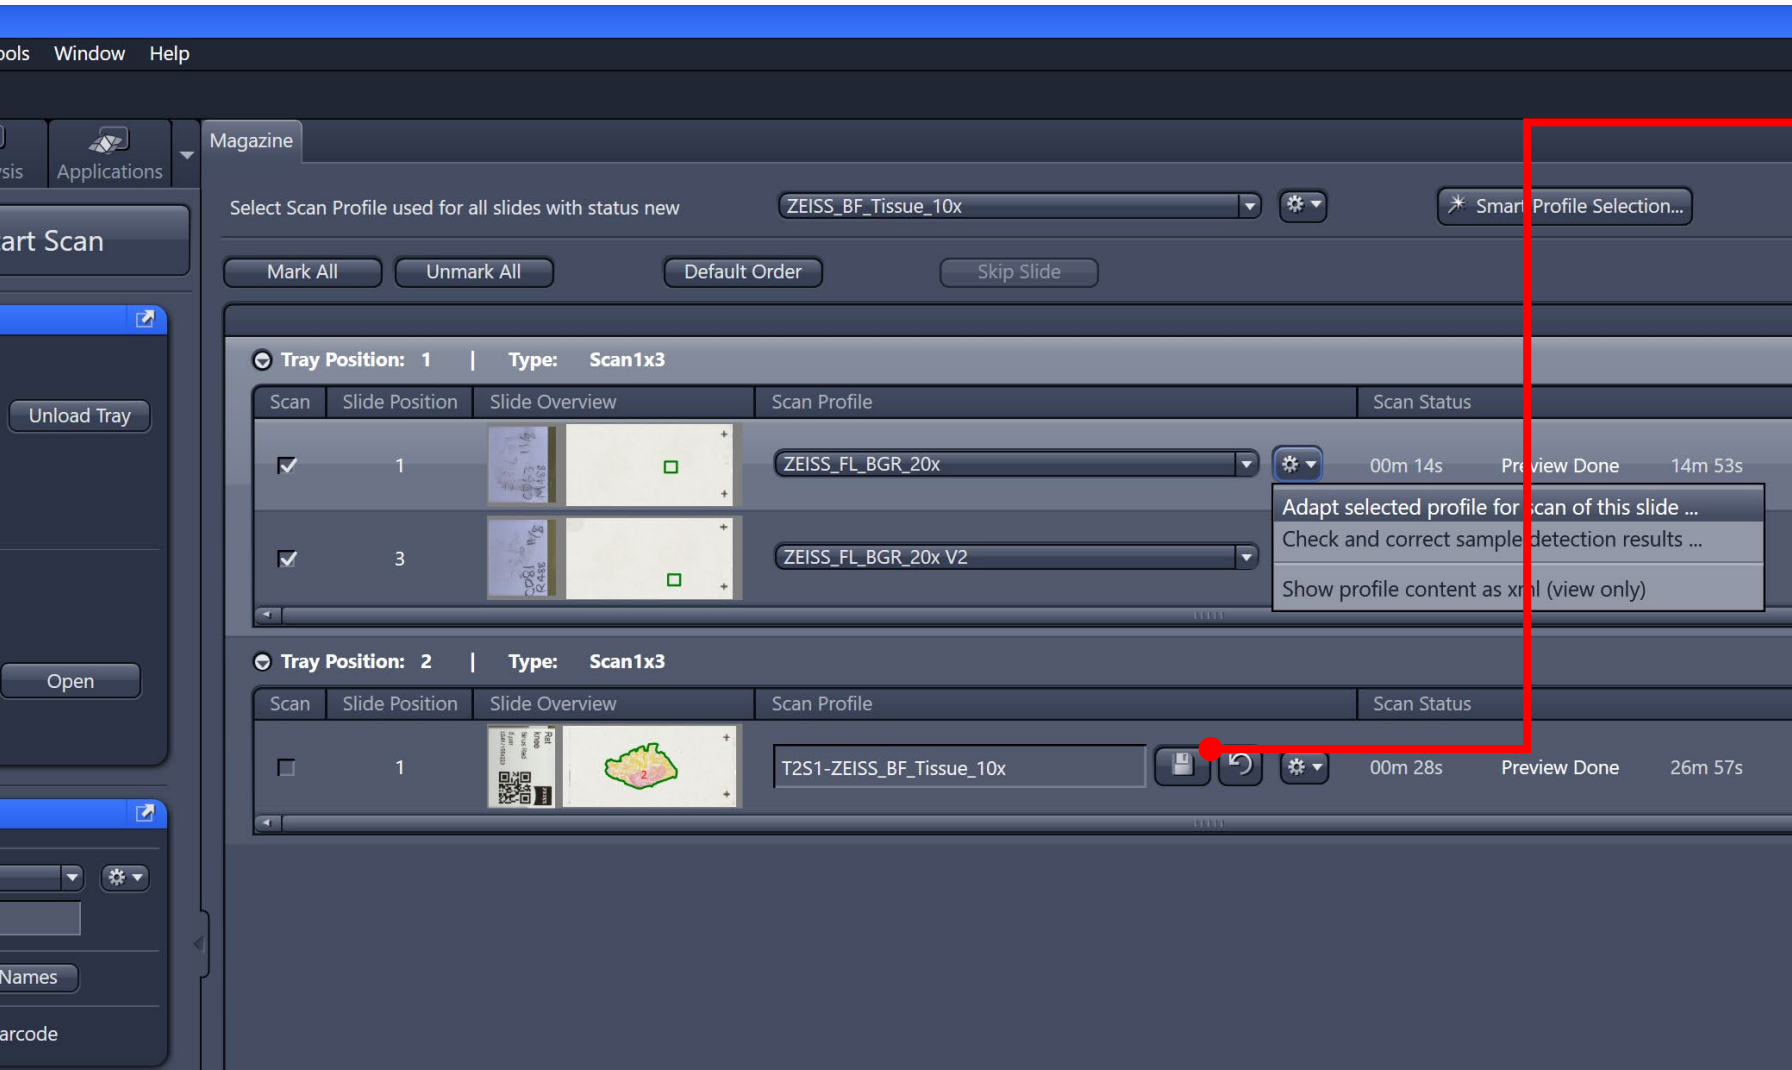 ools Window Help
Magazine
sis Applications
Select Scan Profile used for all slides with status new ZEISS_BF_Tissue_10x Smart Profile Selection...
art Scan
Mark All Unmark All Default Order Skip Slide
Tray Position: 1 | Type: Scan1x3
Scan Slide Position Slide Overview Scan Profile Scan Status
Unload Tray
1 ZEISS_FL_BGR_20x 00m 14s Preview Done 14m 53s
Adapt selected profile for scan of this slide ...
Check and correct sample detection results ...
Show profile content as xml (view only)
3 ZEISS_FL_BGR_20x V2
Tray Position: 2 | Type: Scan1x3
Open
Scan Slide Position Slide Overview Scan Profile Scan Status
Rat
knee
Sirius Red
1 2 T2S1-ZEISS_BF_Tissue_10x 00m 28s Preview Done 26m 57s
Names
arcode